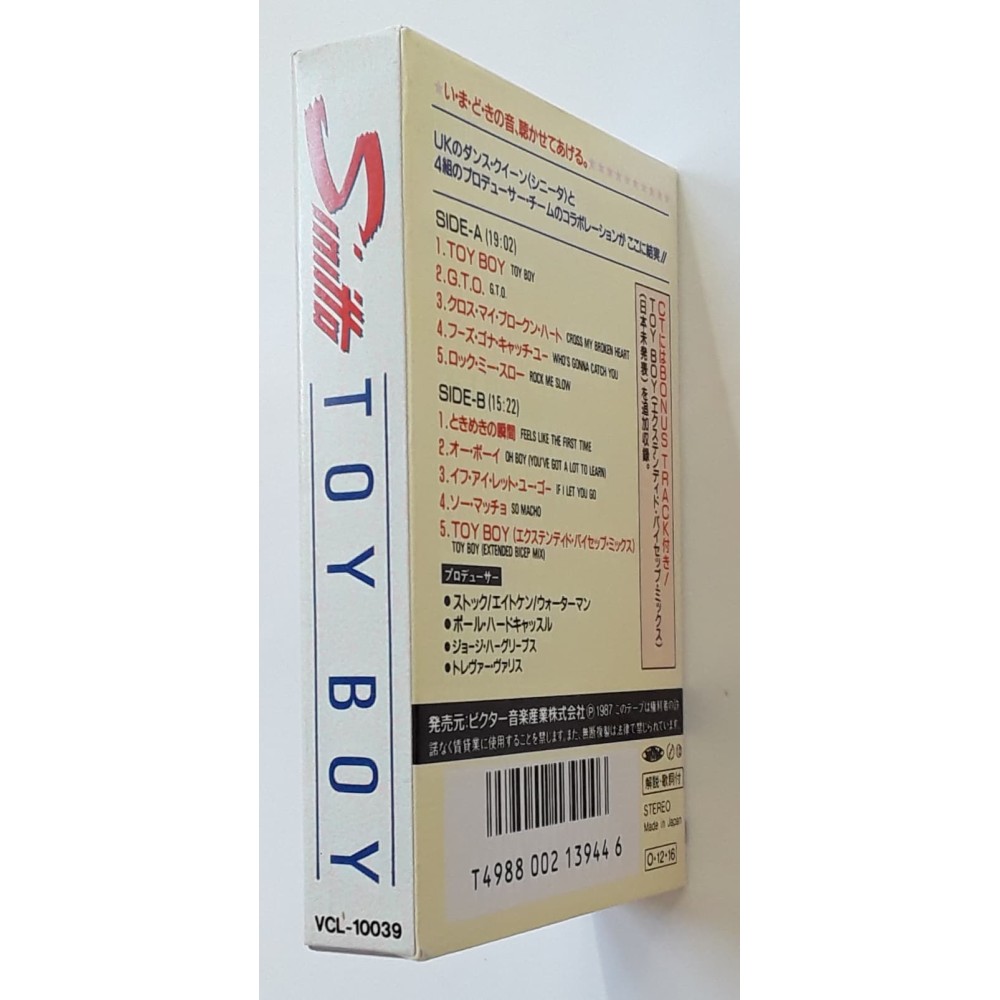 Sinitta
TOY BOY
VCL-10039
い・ま・ど・きの音、聴かせてあげる。
UKのダンス・クイーン〈シニータ〉と
4組のプロデューサー・チームのコラボレーションが ここに結実!!
SIDE-A (19:02)
1. TOY BOY TOY BOY
2. G.T.O. G.T.O.
3. クロス・マイ・ブロークン・ハート CROSS MY BROKEN HEART
4. フーズ・ゴナ・キャッチ・ユー WHO'S GONNA CATCH YOU
5. ロック・ミー・スロー ROCK ME SLOW
SIDE-B (15:22)
1. ときめきの瞬間 FEELS LIKE THE FIRST TIME
2. オー・ボーイ OH BOY (YOU'VE GOT A LOT TO LEARN)
3. イフ・アイ・レット・ユー・ゴー IF I LET YOU GO
4. ソー・マッチョ SO MACHO
5. TOY BOY (エクステンディド・バイセップ・ミックス)
TOY BOY (EXTENDED BICEP MIX)
プロデューサー
●ストック/エイトケン/ウォーターマン
●ポール・ハードキャッスル
●ジョージ・ハーグリーブス
●トレヴァー・ヴァリス
CTにはBONUS TRACK付き!
TOY BOY(エクステンディド・バイセップ・ミックス)
(日本未発表)を追加収録。
発売元:ビクター音楽産業株式会社 Ⓟ1987 このテープは権利者の許
諾なく賃貸業に使用することを禁じます。また、無断複製は法律で禁じられています。
解説・歌詞付
STEREO
Made in Japan
O・12・16
T4988 002 13944 6